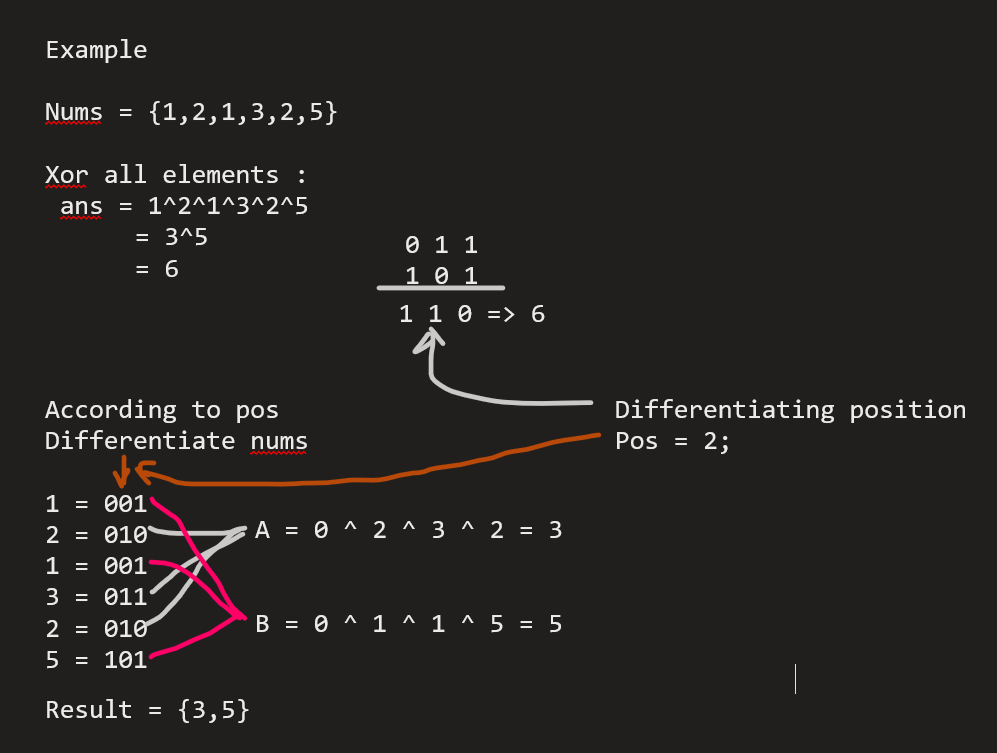 Example
Nums = {1,2,1,3,2,5}
Xor all elements :
ans = 1^2^1^3^2^5
= 3^5
= 6
0 1 1
1 0 1
1 1 0 => 6
According to pos
Differentiate nums
Differentiating position
Pos = 2;
1 = 001
2 = 010
1 = 001
3 = 011
2 = 010
5 = 101
A = 0 ^ 2 ^ 3 ^ 2 = 3
B = 0 ^ 1 ^ 1 ^ 5 = 5
Result = {3,5}